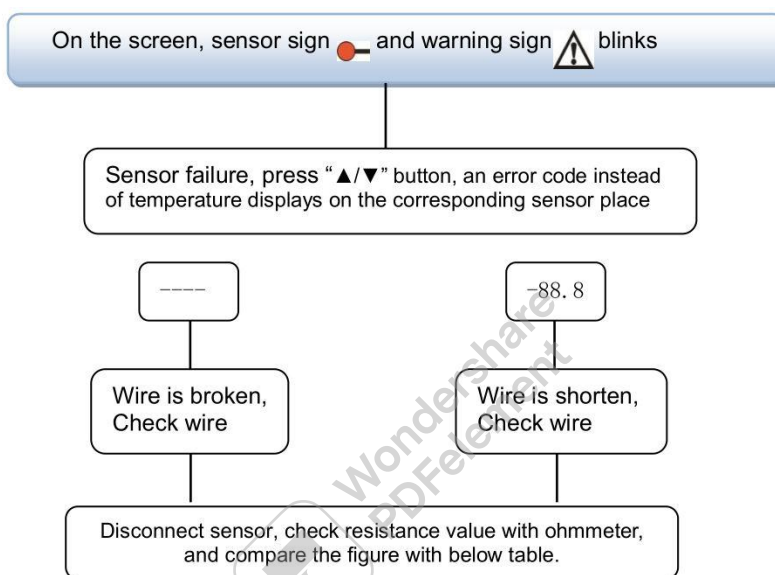 On the screen, sensor sign and warning sign blinks
Sensor failure, press “▲/▼” button, an error code instead
of temperature displays on the corresponding sensor place
----
-88.8
Wire is broken,
Check wire
Wire is shorten,
Check wire
Disconnect sensor, check resistance value with ohmmeter,
and compare the figure with below table.
Wondershare
PDFelement